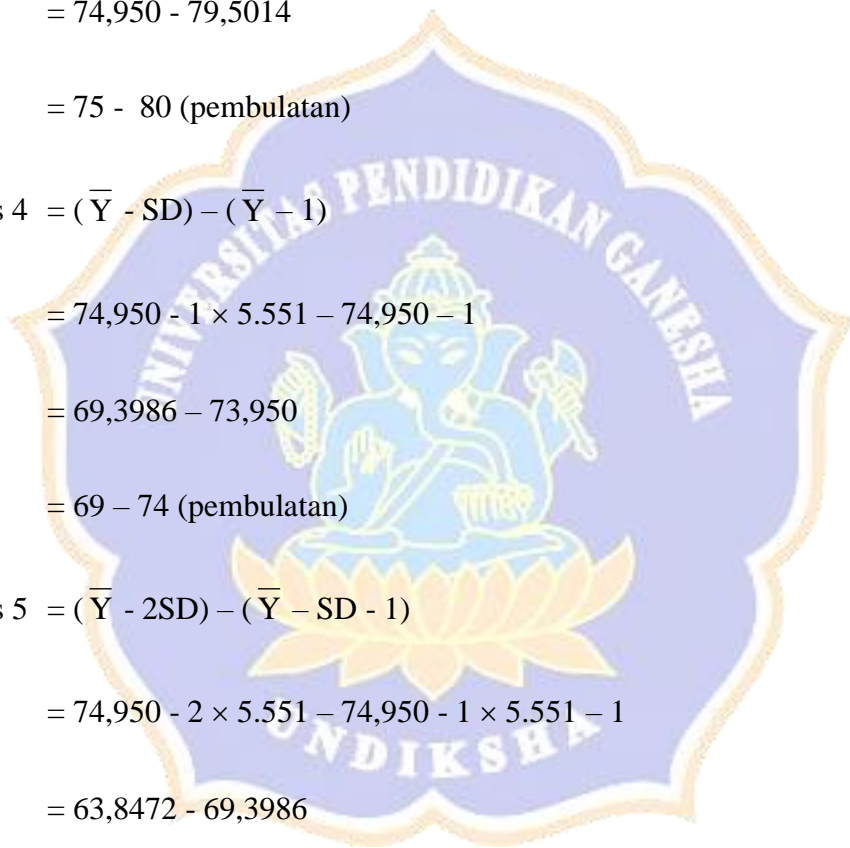 = 74,950 - 79,5014
= 75 - 80 (pembulatan)
s 4 = ( Y̅ - SD) – ( Y̅ – 1)
= 74,950 - 1 × 5.551 – 74,950 – 1
= 69,3986 – 73,950
= 69 – 74 (pembulatan)
s 5 = ( Y̅ - 2SD) – ( Y̅ – SD - 1)
= 74,950 - 2 × 5.551 – 74,950 - 1 × 5.551 – 1
= 63,8472 - 69,3986
UNIVERSITAS PENDIDIKAN GANESHA
UNDIKSHA